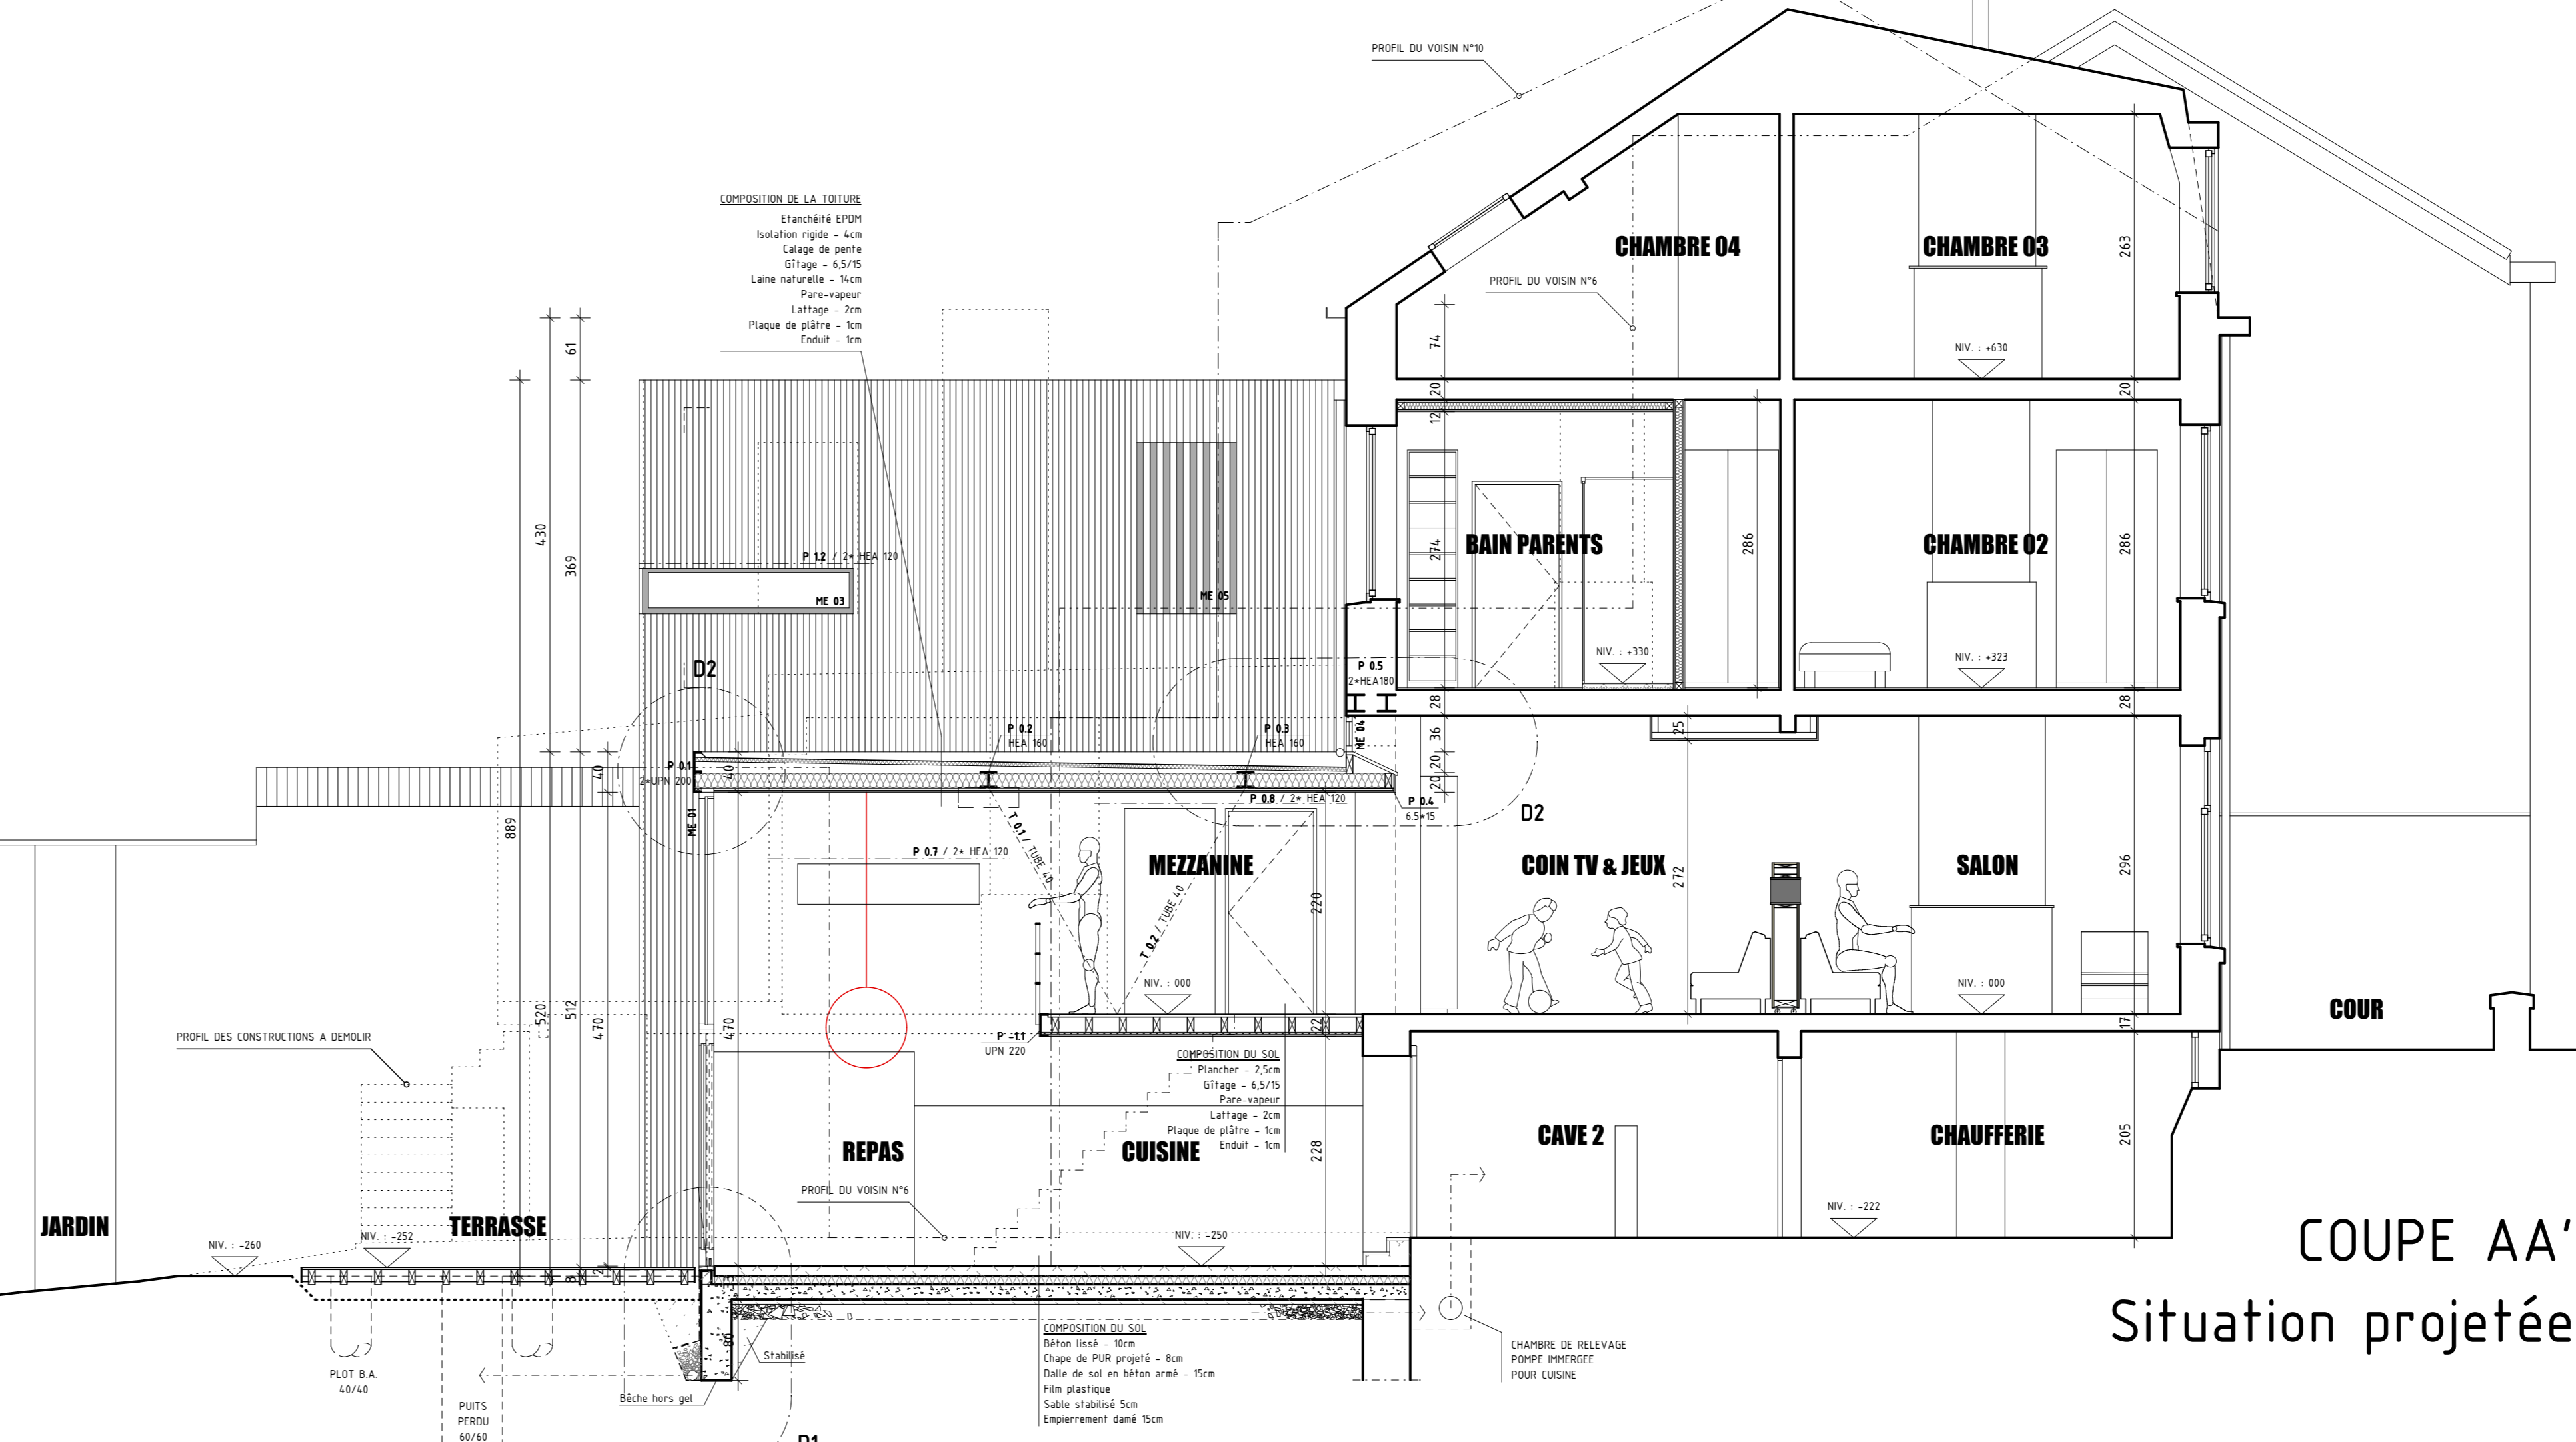 PROFIL DU VOISIN N°10
COMPOSITION DE LA TOITURE
Etanchéité EPDM
Isolation rigide - 4cm
Calage de pente
Gîtage - 6,5/15
Laine naturelle - 14cm
Pare-vapeur
Lattage - 2cm
Plaque de plâtre - 1cm
Enduit - 1cm
CHAMBRE 04
CHAMBRE 03
263
PROFIL DU VOISIN N°6
74
NIV. : +630
61
20
20
12
430
369
889
P 1.2 / 2* HEA 120
ME 03
ME 05
274
BAIN PARENTS
286
CHAMBRE 02
286
NIV. : +330
NIV. : +323
D2
P 0.5
2*HEA180
28
28
P 0.2
HEA 160
P 0.3
HEA 160
ME 04
36
25
P 0.1
2*UPN 200
40
40
20
20
P 0.8 / 2* HEA 120
P 0.4
6.5*15
D2
ME 01
P 0.7 / 2* HEA 120
T 0.1 / TUBE 40
T 0.2 / TUBE 40
MEZZANINE
220
COIN TV & JEUX
272
SALON
296
NIV. : 000
NIV. : 000
520
512
470
470
COUR
PROFIL DES CONSTRUCTIONS A DEMOLIR
P -1.1
UPN 220
22
17
COMPOSITION DU SOL
Plancher - 2,5cm
Gîtage - 6,5/15
Pare-vapeur
Lattage - 2cm
Plaque de plâtre - 1cm
Enduit - 1cm
REPAS
CUISINE
228
CAVE 2
CHAUFFERIE
205
PROFIL DU VOISIN N°6
NIV. : -222
JARDIN
TERRASSE
NIV. : -260
NIV. : -252
NIV. : -250
COUPE AA'
Situation projetée
8
2
80
PLOT B.A.
40/40
Stabilisé
Bêche hors gel
PUITS
PERDU
60/60
COMPOSITION DU SOL
Béton lissé - 10cm
Chape de PUR projeté - 8cm
Dalle de sol en béton armé - 15cm
Film plastique
Sable stabilisé 5cm
Empierrement damé 15cm
CHAMBRE DE RELEVAGE
POMPE IMMERGEE
POUR CUISINE
D1